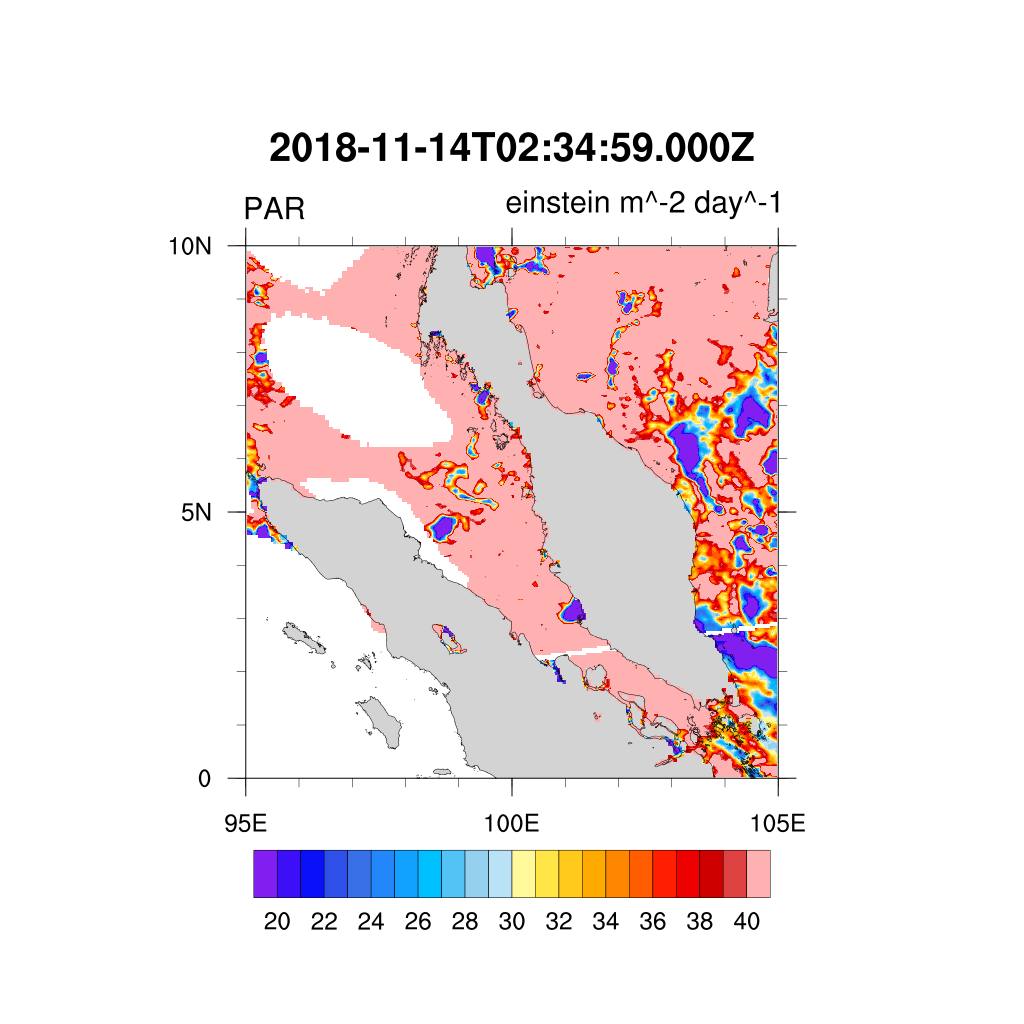 2018-11-14T02:34:59.000Z
PAR
einstein m^-2 day^-1
10N
5N
0
95E 100E 105E
20 22 24 26 28 30 32 34 36 38 40